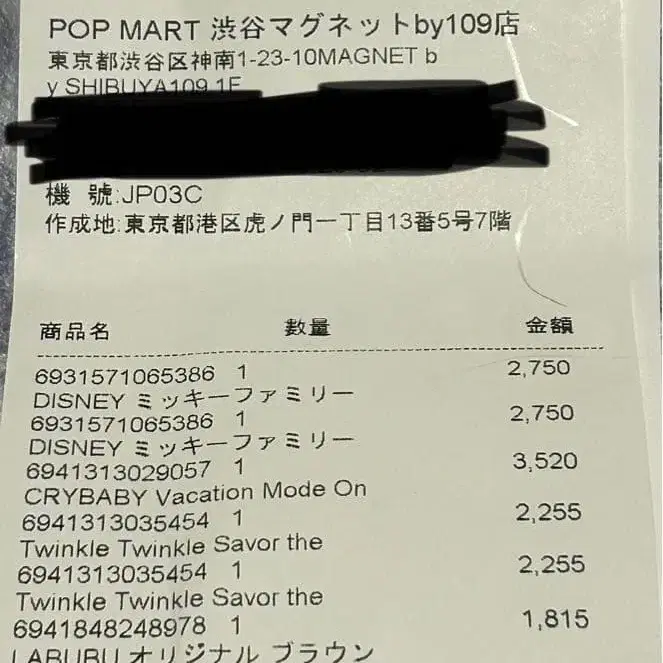 POP MART 渋谷マグネットby109店
東京都渋谷区神南1-23-10MAGNET b
y SHIBUYA109 1F
機 號:JP03C
作成地:東京都港区虎ノ門一丁目13番5号7階
商品名 數量 金額
6931571065386 1 2,750
DISNEY ミッキーファミリー
6931571065386 1 2,750
DISNEY ミッキーファミリー
6941313029057 1 3,520
CRYBABY Vacation Mode On
6941313035454 1 2,255
Twinkle Twinkle Savor the
6941313035454 1 2,255
Twinkle Twinkle Savor the
6941848248978 1 1,815
LABUBU オリジナル ブラウン